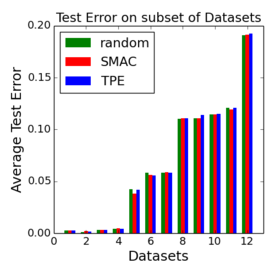 Test Error on subset of Datasets
0.20
random
SMAC
TPE
0.15
0.10
0.05
0.00
Average Test Error
0 2 4 6 8 10 12
Datasets